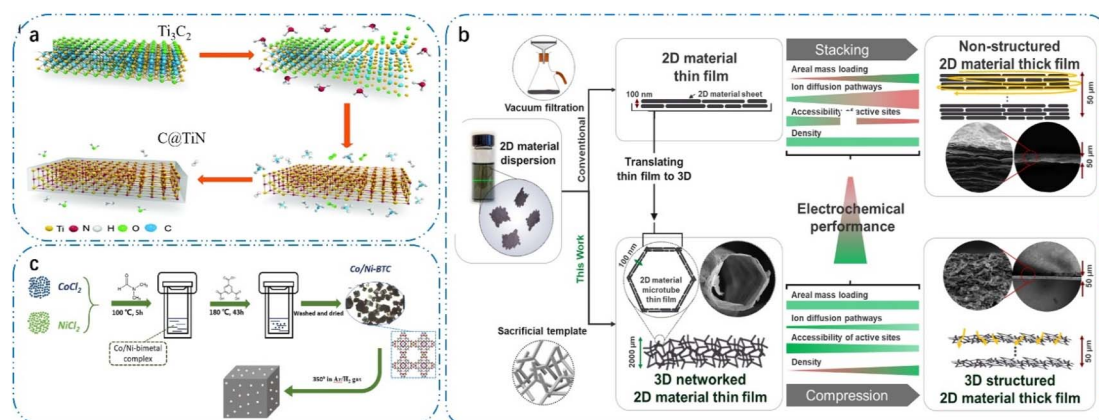 a
Ti₃C₂
C@TiN
Ti N H O C
b
Vacuum filtration
2D material
dispersion
Conventional
This Work
Sacrificial template
2D material
thin film
100 nm
2D material sheet
Translating
thin film to 3D
100 nm
2D material
microtube
thin film
2000 µm
3D networked
2D material thin film
Stacking
Areal mass loading
Ion diffusion pathways
Accessibility of active sites
Density
Electrochemical
performance
Areal mass loading
Ion diffusion pathways
Accessibility of active sites
Density
Compression
Non-structured
2D material thick film
50 µm
50 µm
50 µm
50 µm
3D structured
2D material thick film
c
CoCl₂
NiCl₂
100 ℃, 5h
Co/Ni-bimetal
complex
180 ℃, 43h
Co/Ni-BTC
Washed and dried
350° in Ar/H₂ gas